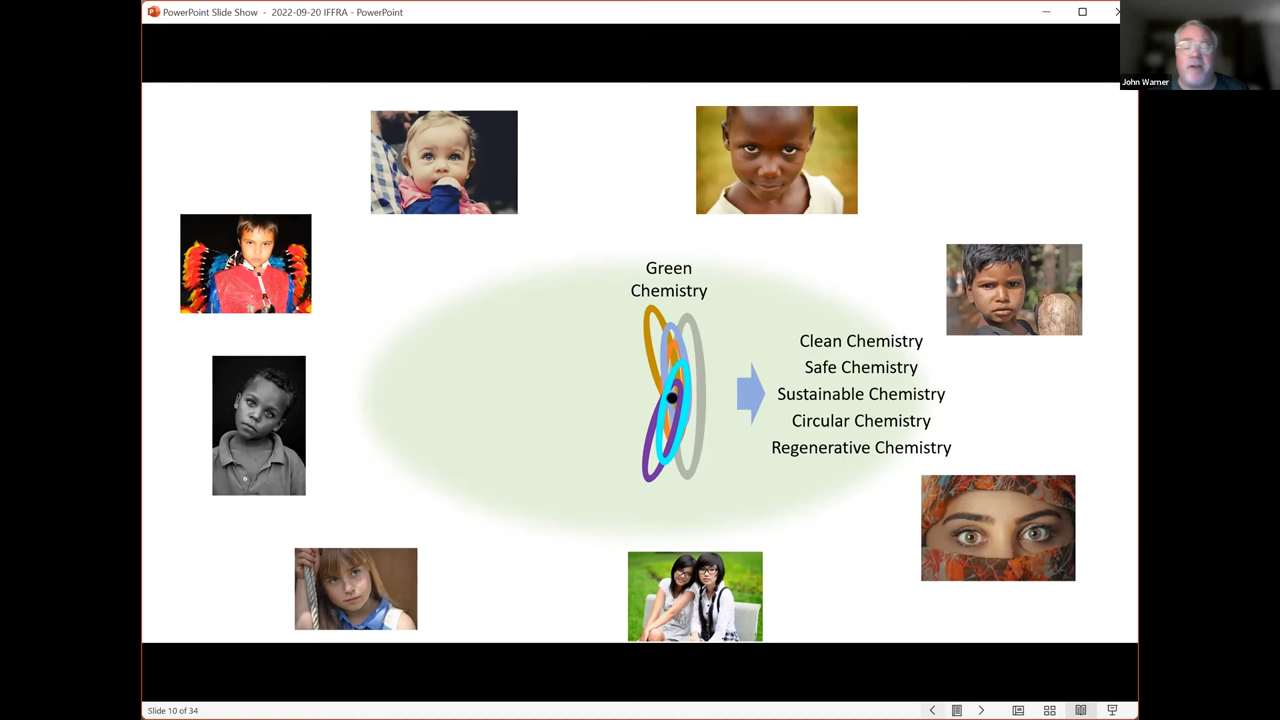 PowerPoint Slide Show - 2022-09-20 IFFRA - PowerPoint
John Warner
Green
Chemistry
Clean Chemistry
Safe Chemistry
Sustainable Chemistry
Circular Chemistry
Regenerative Chemistry
Slide 10 of 34